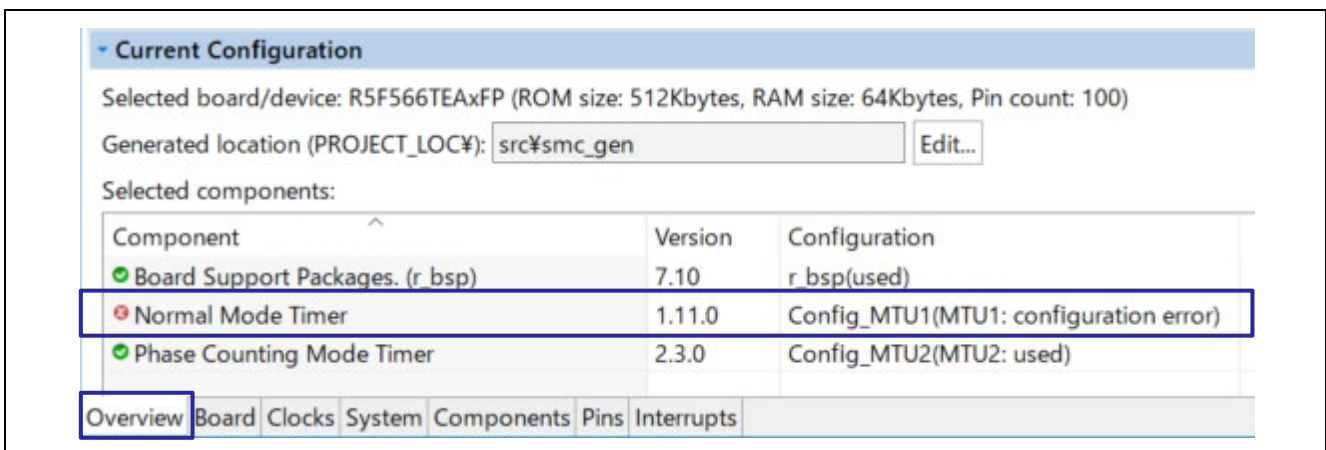 Current Configuration
Selected board/device: R5F566TEAxFP (ROM size: 512Kbytes, RAM size: 64Kbytes, Pin count: 100)
Generated location (PROJECT_LOC¥): src¥smc_gen Edit...
Selected components:
Component Version Configuration
Board Support Packages. (r_bsp) 7.10 r_bsp(used)
Normal Mode Timer 1.11.0 Config_MTU1(MTU1: configuration error)
Phase Counting Mode Timer 2.3.0 Config_MTU2(MTU2: used)
Overview Board Clocks System Components Pins Interrupts